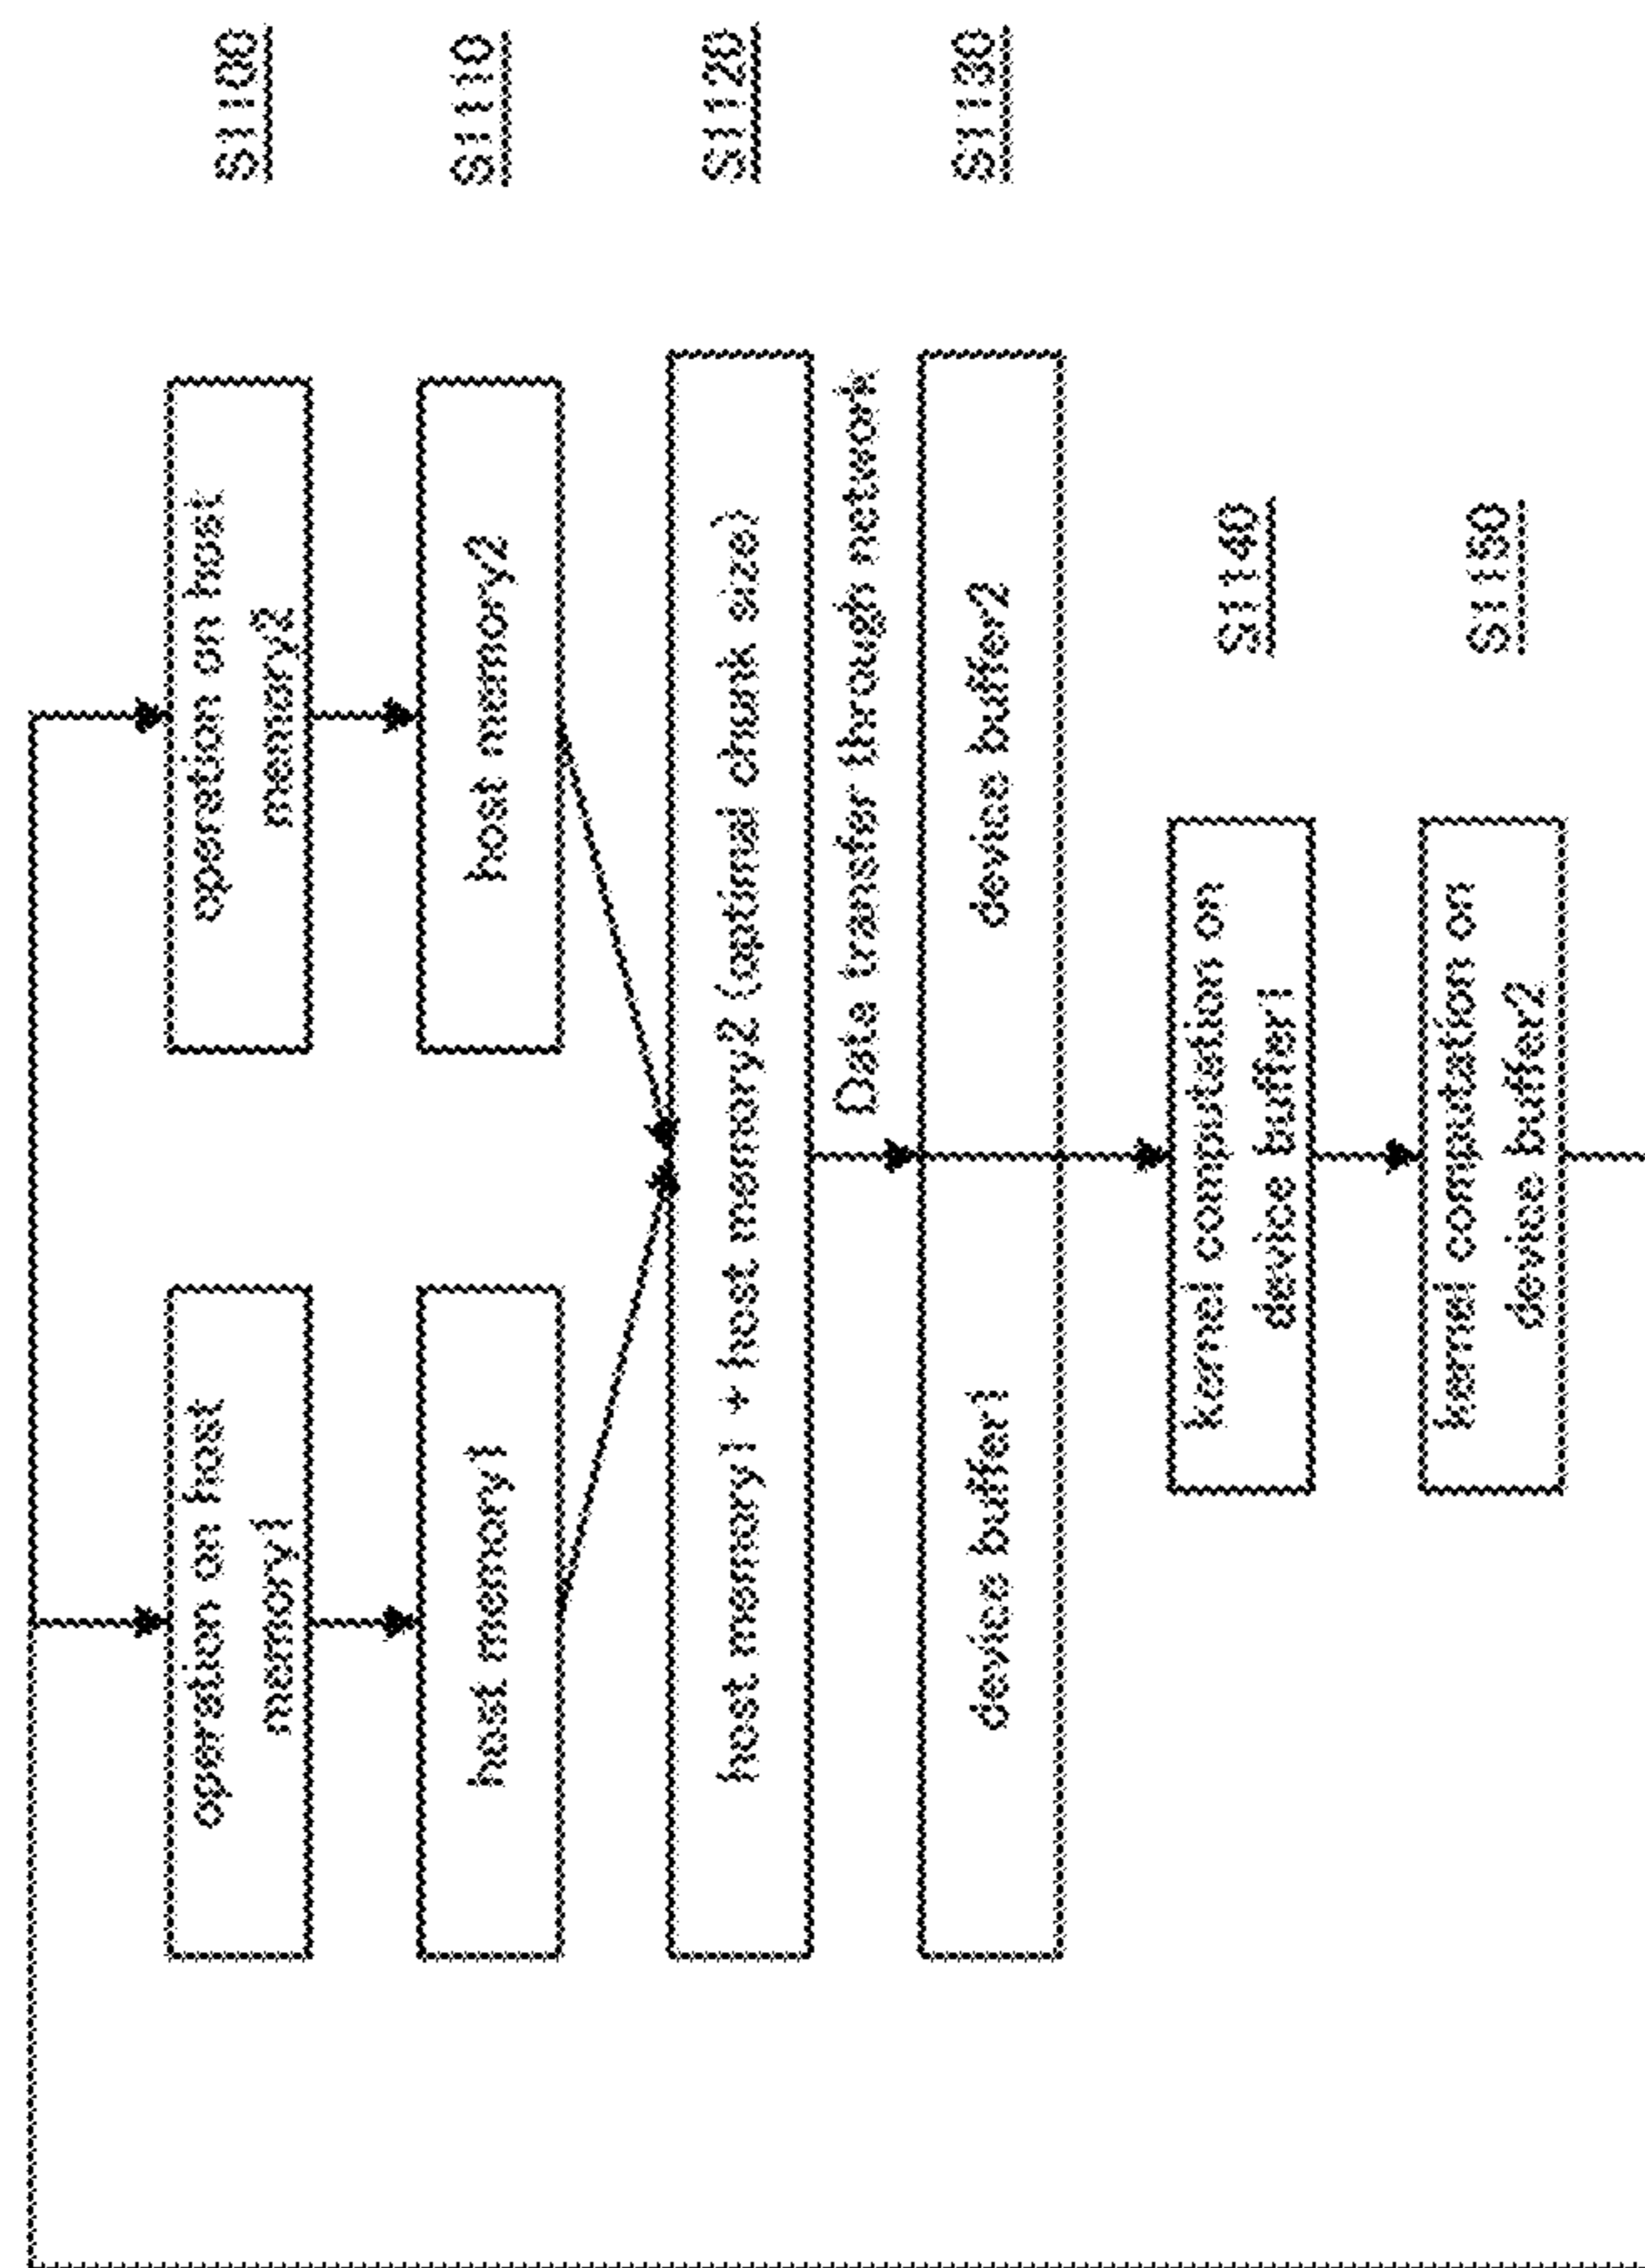 operation on host
memory1
operation on host
memory2
S1100
host memory1
host memory2
S1110
host memory1 + host memory2 (optimal chunk size)
S1120
Data transfer through network
device buffer1
device buffer2
S1130
kernel computation on
device buffer1
S1140
kernel computation on
device buffer2
S1150